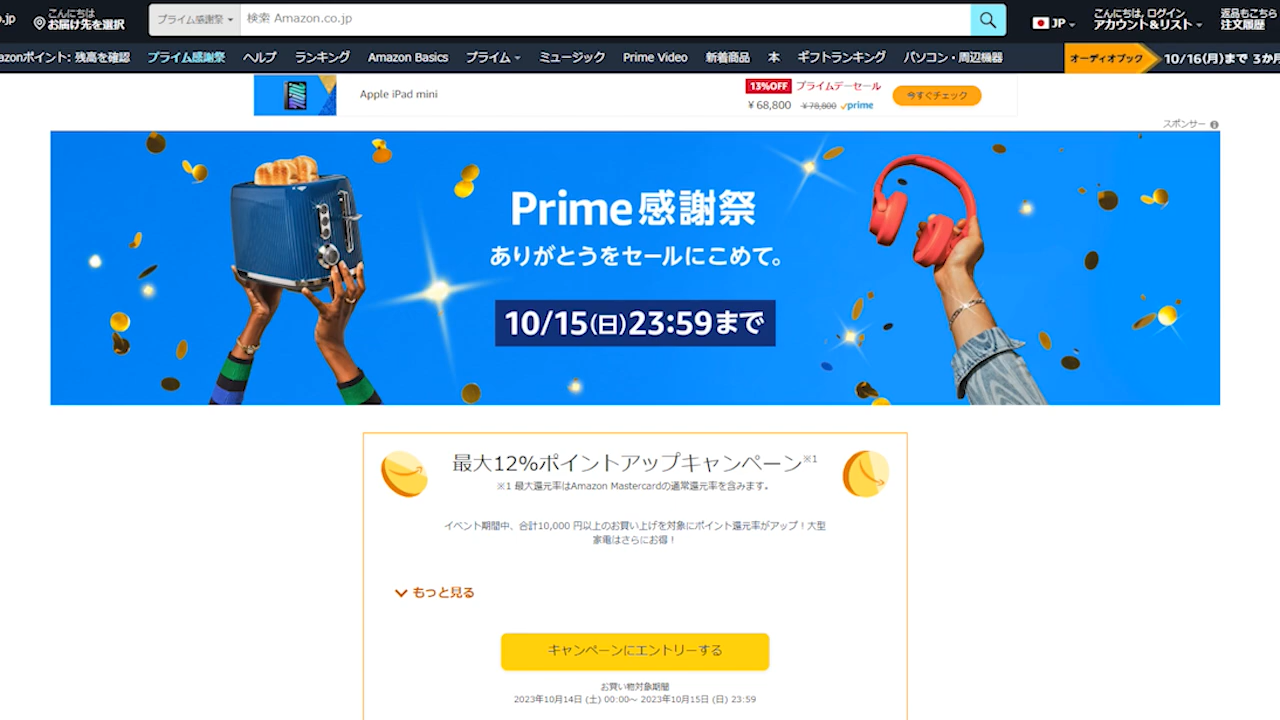 o.jp
こんにちは
お届け先を選択
プライム感謝祭
検索 Amazon.co.jp
JP
こんにちは, ログイン
アカウント&リスト
返品もこちら
注文履歴
azonポイント: 残高を確認
プライム感謝祭
ヘルプ
ランキング
Amazon Basics
プライム
ミュージック
Prime Video
新着商品
本
ギフトランキング
パソコン・周辺機器
オーディオブック
10/16(月)まで 3か月
Apple iPad mini
13%OFF プライムデーセール
¥68,800 ¥78,800 prime
今すぐチェック
スポンサー
Prime感謝祭
ありがとうをセールにこめて。
10/15(日)23:59まで
最大12%ポイントアップキャンペーン※1
※1 最大還元率はAmazon Mastercardの通常還元率を含みます。
イベント期間中、合計10,000 円以上のお買い上げを対象にポイント還元率がアップ!大型
家電はさらにお得!
もっと見る
キャンペーンにエントリーする
お買い物対象期間
2023年10月14日 (土) 00:00〜 2023年10月15日 (日) 23:59